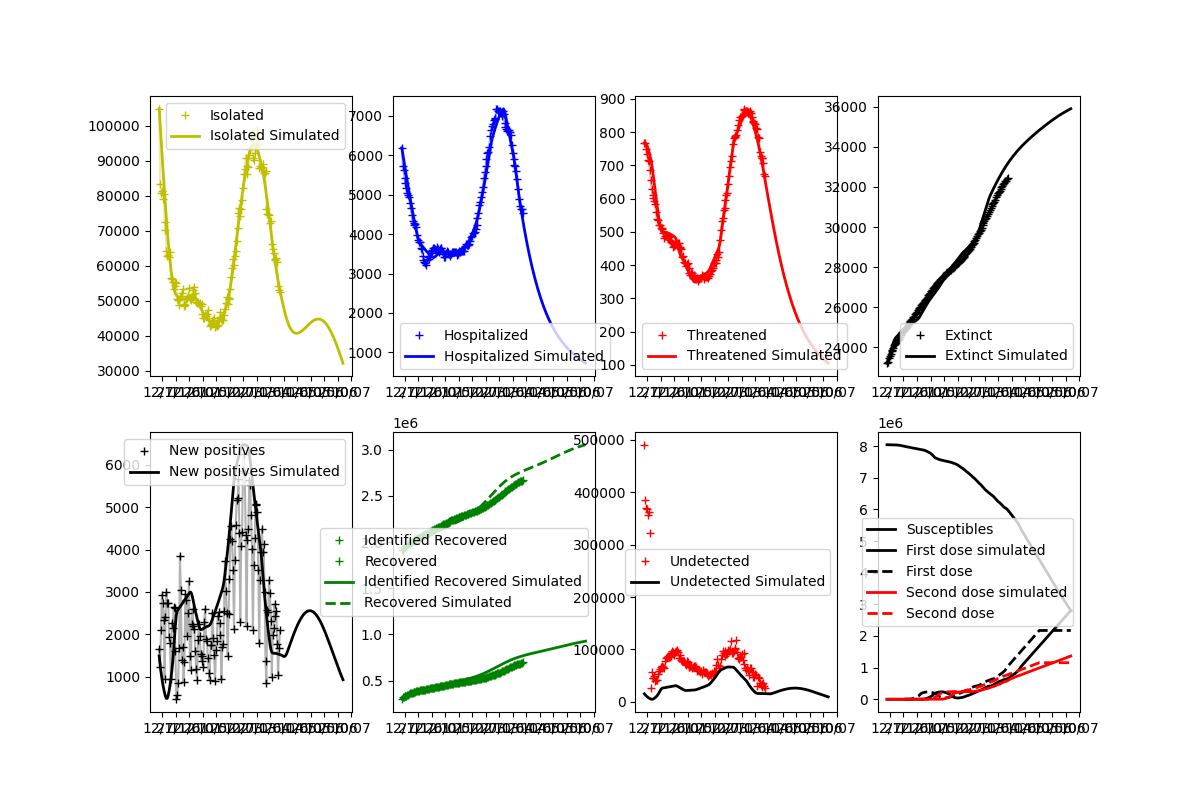 Isolated
Isolated Simulated
100000
90000
80000
70000
60000
50000
40000
30000
7000
6000
5000
4000
3000
2000
1000
Hospitalized
Hospitalized Simulated
900
800
700
600
500
400
300
200
100
Threatened
Threatened Simulated
36000
34000
32000
30000
28000
26000
24000
Extinct
Extinct Simulated
New positives
New positives Simulated
6000
5000
4000
3000
2000
1000
1e6
3.0
2.5
2.0
1.5
1.0
0.5
Identified Recovered
Recovered
Identified Recovered Simulated
Recovered Simulated
500000
400000
300000
200000
100000
0
Undetected
Undetected Simulated
1e6
8
7
6
5
4
3
2
1
0
Susceptibles
First dose simulated
First dose
Second dose simulated
Second dose